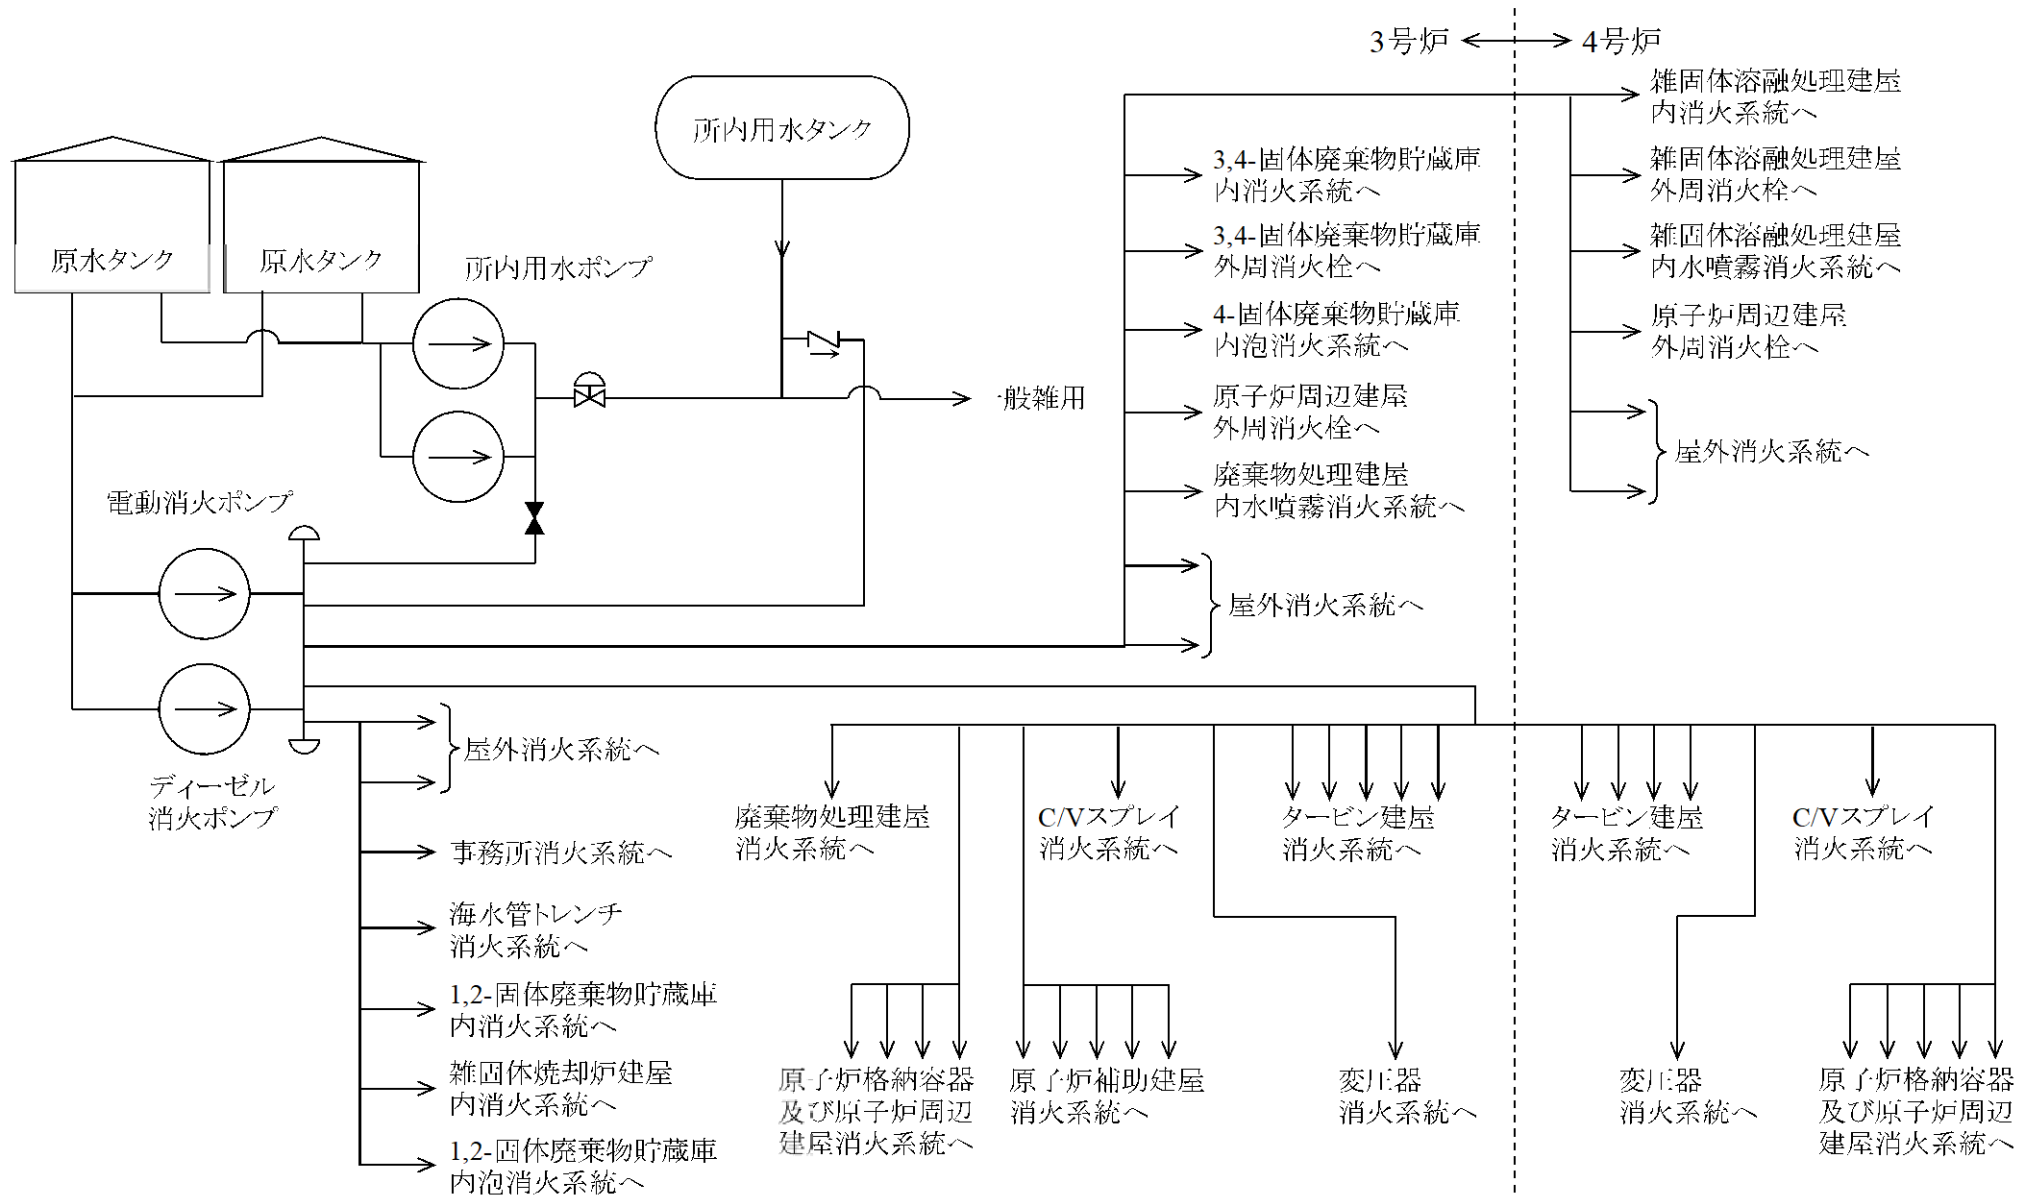 3号炉
4号炉
所内用水タンク
原水タンク
原水タンク
所内用水ポンプ
一般雑用
電動消火ポンプ
ディーゼル
消火ポンプ
3,4-固体廃棄物貯蔵庫
内消火系統へ
3,4-固体廃棄物貯蔵庫
外周消火栓へ
4-固体廃棄物貯蔵庫
内泡消火系統へ
原子炉周辺建屋
外周消火栓へ
廃棄物処理建屋
内水噴霧消火系統へ
屋外消火系統へ
雑固体溶融処理建屋
内消火系統へ
雑固体溶融処理建屋
外周消火栓へ
雑固体溶融処理建屋
内水噴霧消火系統へ
原子炉周辺建屋
外周消火栓へ
屋外消火系統へ
屋外消火系統へ
事務所消火系統へ
海水管トレンチ
消火系統へ
1,2-固体廃棄物貯蔵庫
内消火系統へ
雑固体焼却炉建屋
内消火系統へ
1,2-固体廃棄物貯蔵庫
内泡消火系統へ
廃棄物処理建屋
消火系統へ
C/Vスプレイ
消火系統へ
タービン建屋
消火系統へ
タービン建屋
消火系統へ
C/Vスプレイ
消火系統へ
原子炉格納容器
及び原子炉周辺
建屋消火系統へ
原子炉補助建屋
消火系統へ
変圧器
消火系統へ
変圧器
消火系統へ
原子炉格納容器
及び原子炉周辺
建屋消火系統へ